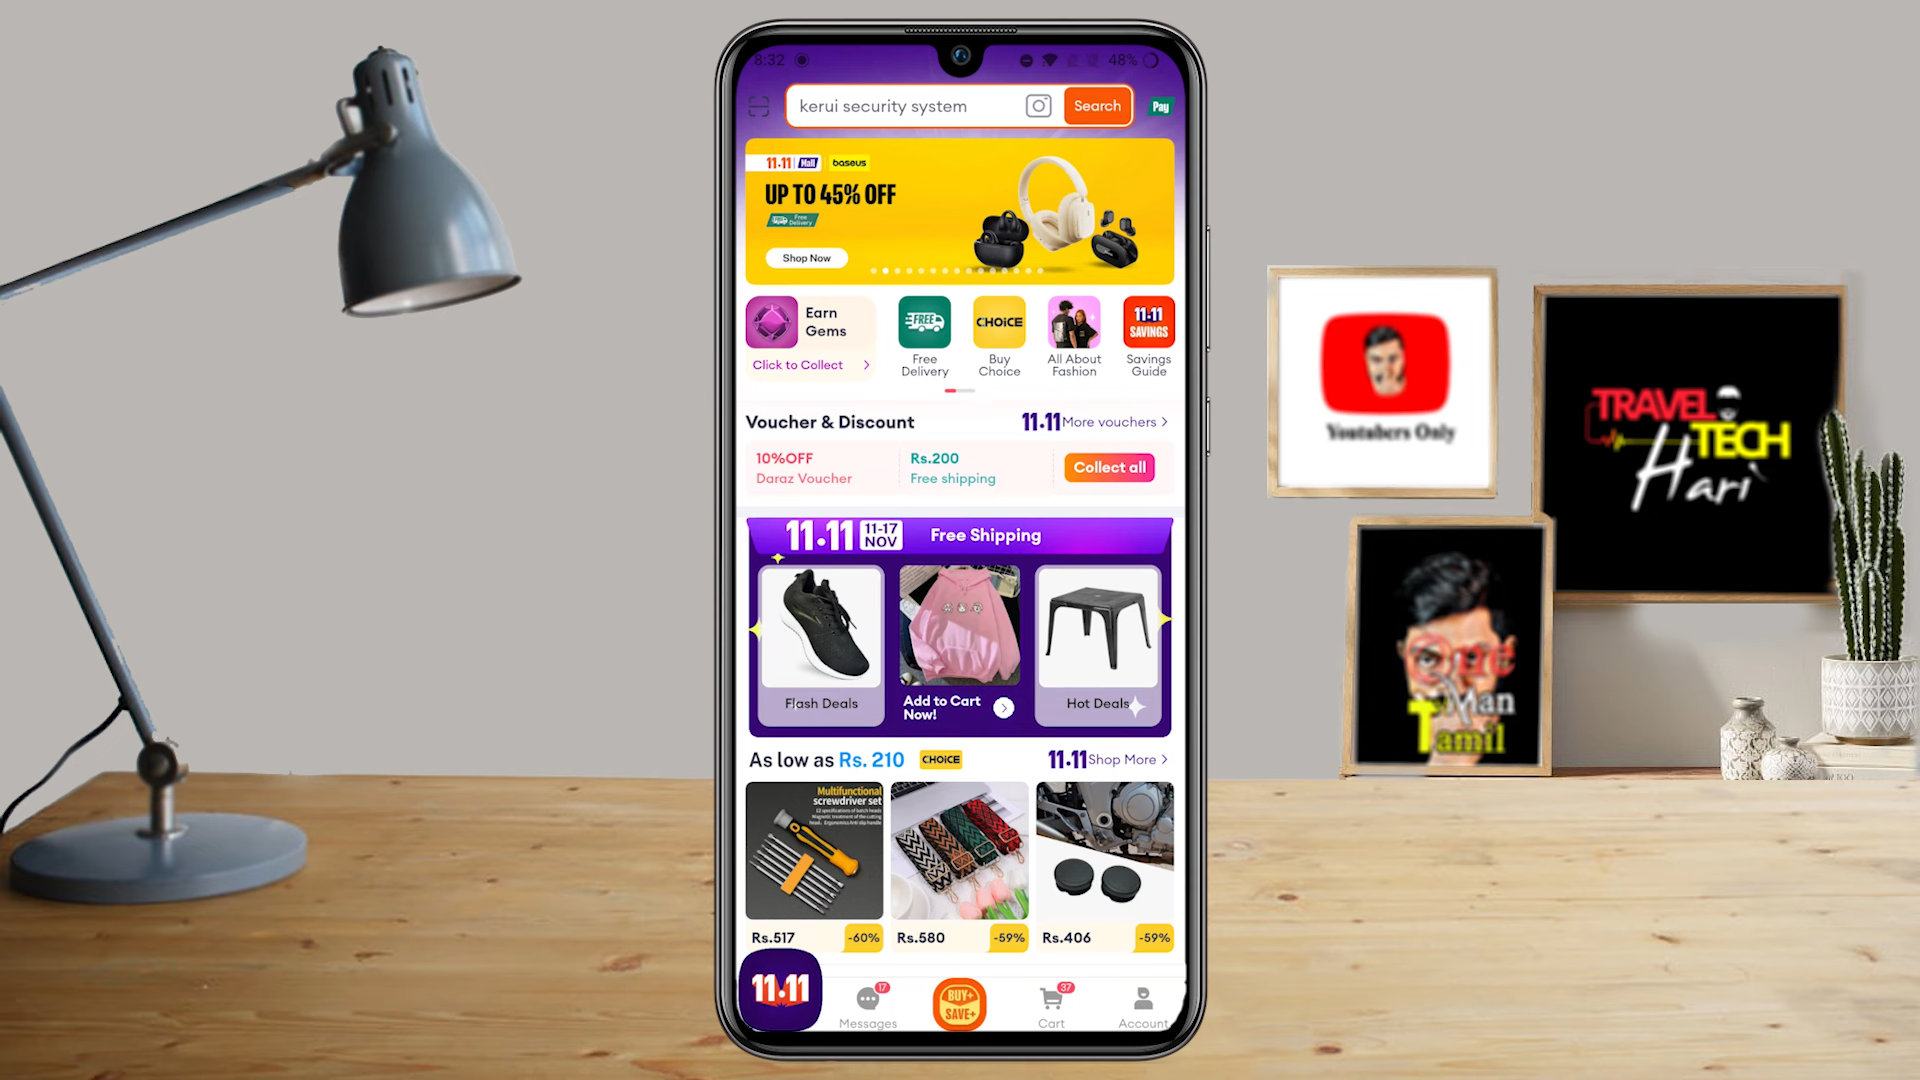 8:32
48%
kerui security system
Search
Pay
11.11 Mall baseus
UP TO 45% OFF
Free Delivery
Shop Now
Earn Gems
Click to Collect
FREE
Free Delivery
CHOICE
Buy Choice
All About Fashion
11.11 SAVINGS
Savings Guide
Voucher & Discount
11.11 More vouchers
10%OFF
Daraz Voucher
Rs.200
Free shipping
Collect all
11.11 11-17 NOV Free Shipping
Flash Deals
Add to Cart Now!
Hot Deals
As low as Rs. 210 CHOICE
11.11 Shop More
Multifunctional
screwdriver set
Rs.517 -60%
Rs.580 -59%
Rs.406 -59%
11.11
17
Messages
BUY+
SAVE+
37
Cart
Account
Youtubers Only
TRAVEL
TECH
Hari
One
Man
Tamil